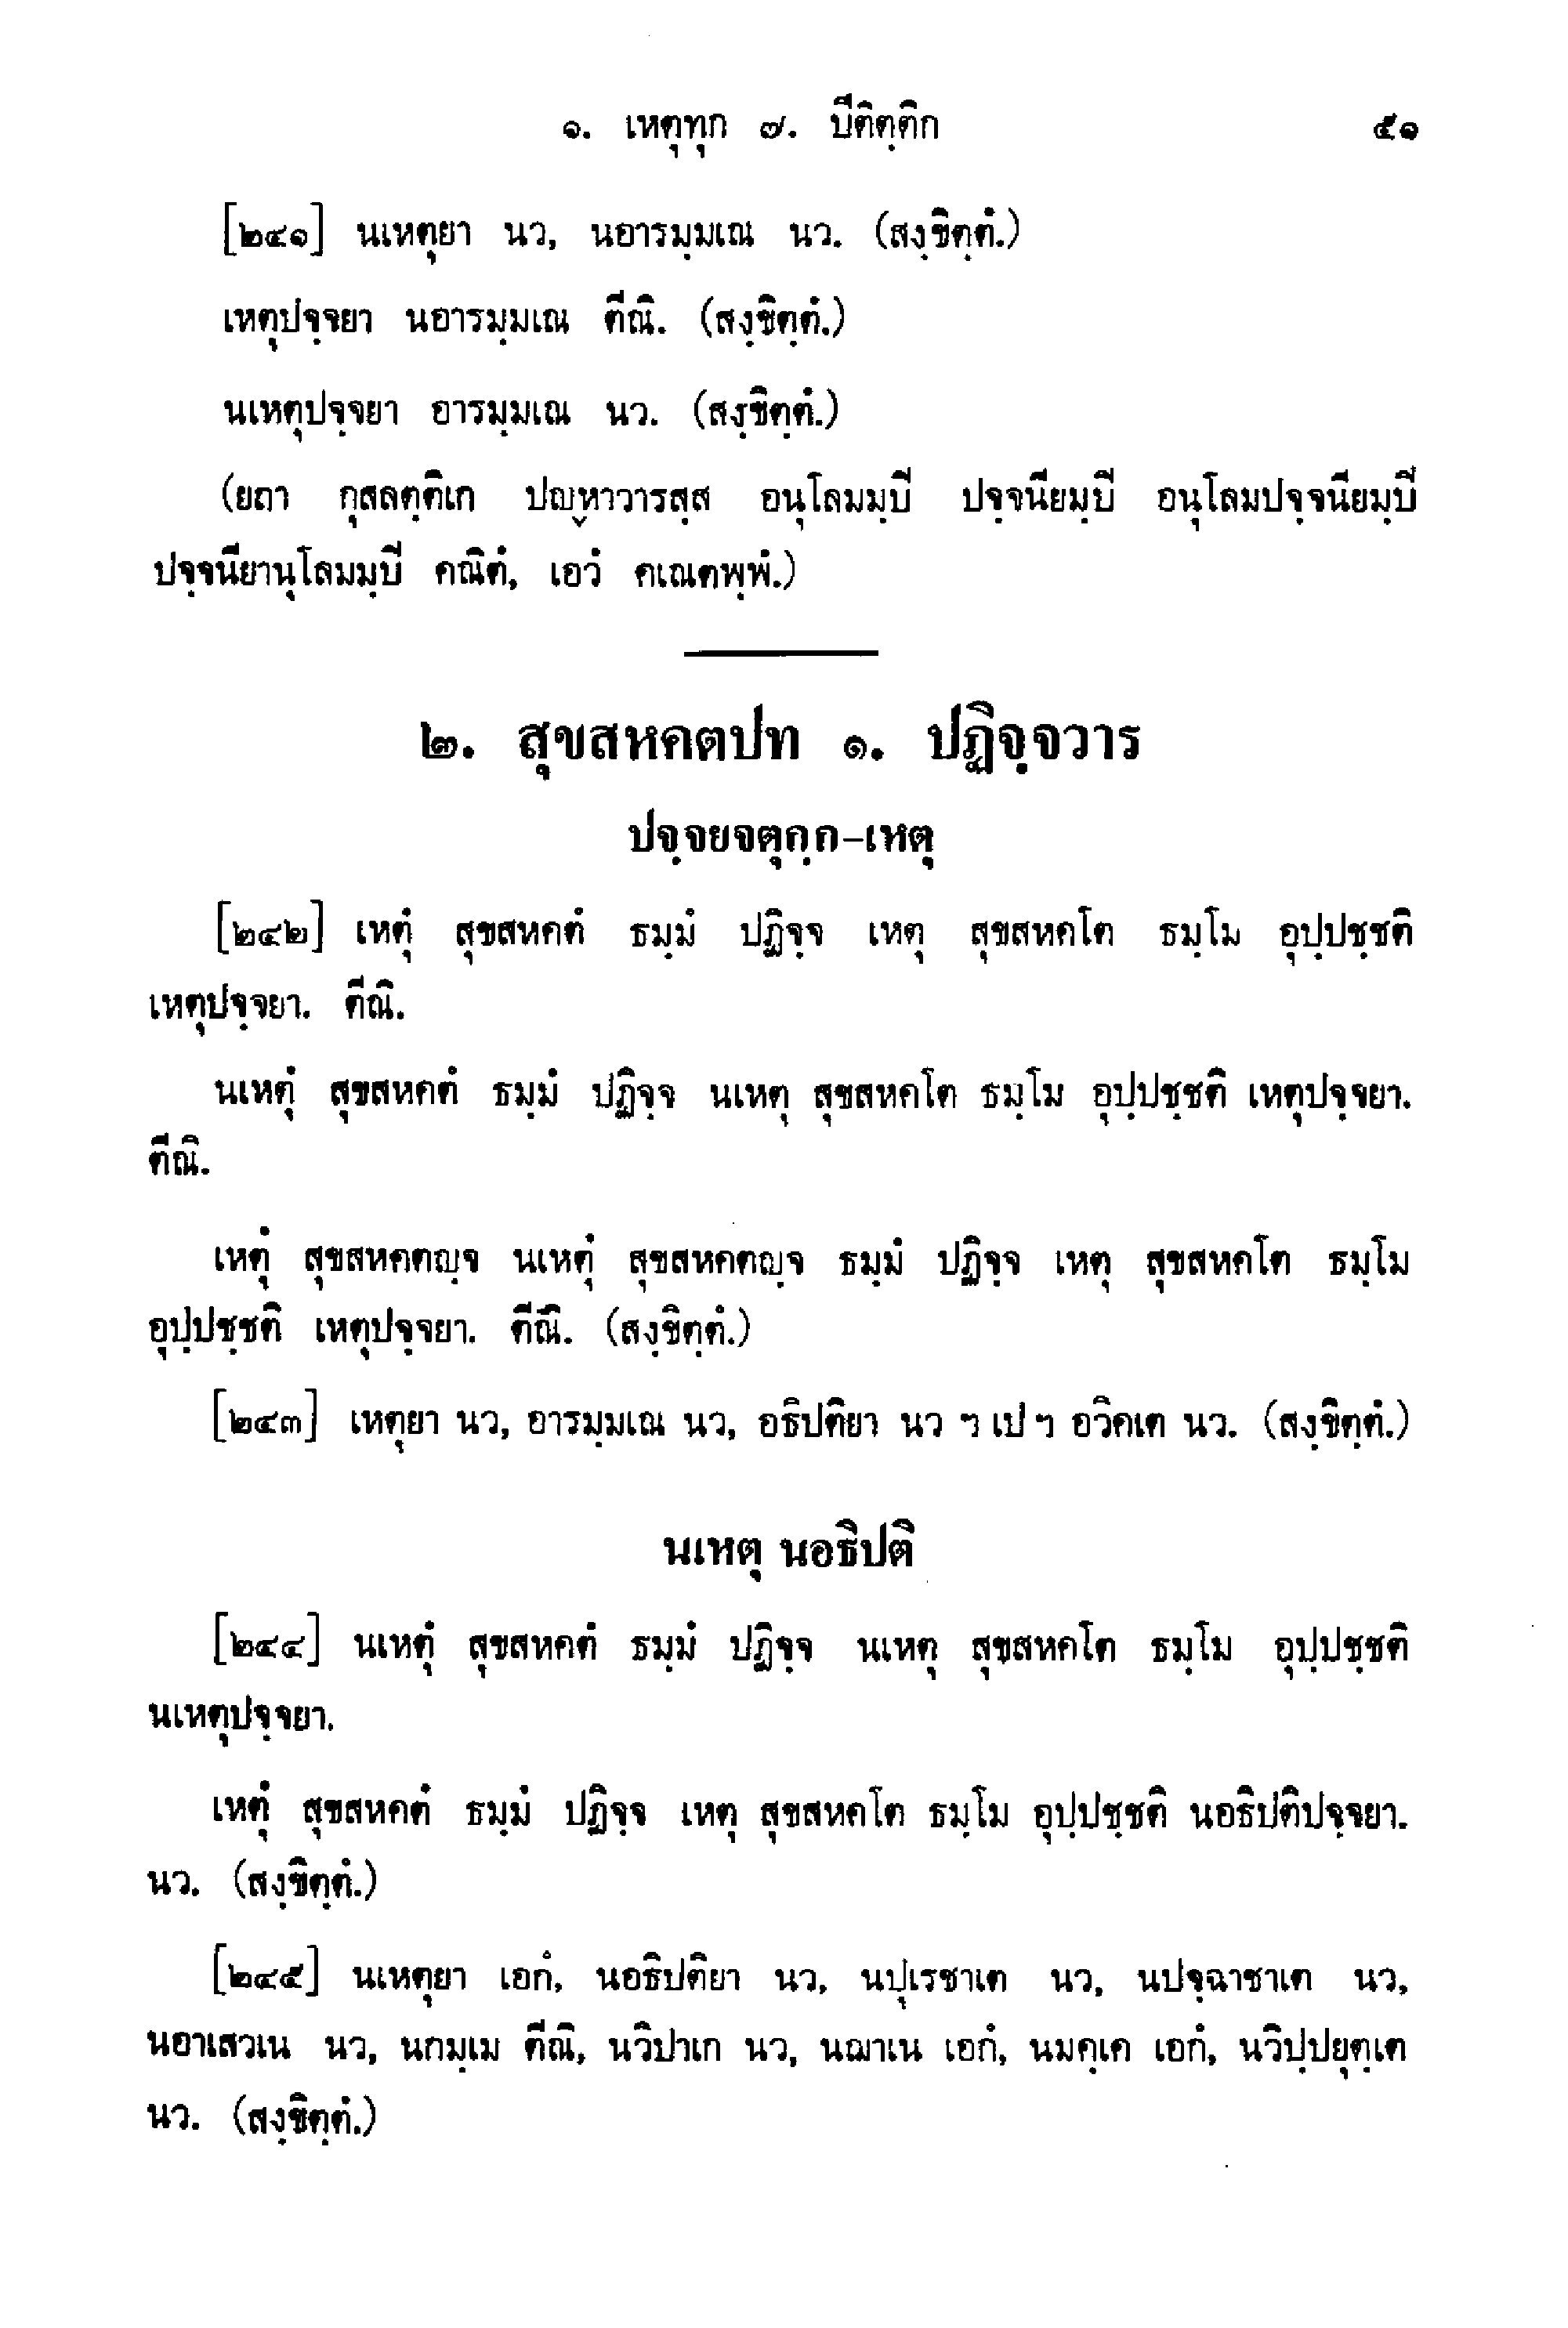 ๑. เหตุทุก ๗. ปีติตฺติก ๕๑
[๒๔๑] นเหตุยา นว, นอารมฺมเณ นว. (สงฺขิตฺตํ.)
เหตุปจฺจยา นอารมฺมเณ ตีณิ. (สงฺขิตฺตํ.)
นเหตุปจฺจยา อารมฺมเณ นว. (สงฺขิตฺตํ.)
(ยถา กุสลตฺติเก ปญฺหาวารสฺส อนุโลมมฺปี ปจฺจนียมฺปี อนุโลมปจฺจนียมฺปี
ปจฺจนียานุโลมมฺปี คณิตํ, เอวํ คเณตพฺพํ.)
๒. สุขสหคตปท ๑. ปฏิจฺจวาร
ปจฺจยจตุกฺก-เหตุ
[๒๔๒] เหตุํ สุขสหคตํ ธมฺมํ ปฏิจฺจ เหตุ สุขสหคโต ธมฺโม อุปฺปชฺชติ
เหตุปจฺจยา. ตีณิ.
นเหตุํ สุขสหคตํ ธมฺมํ ปฏิจฺจ นเหตุ สุขสหคโต ธมฺโม อุปฺปชฺชติ เหตุปจฺจยา.
ตีณิ.
เหตุํ สุขสหคตญฺจ นเหตุํ สุขสหคตญฺจ ธมฺมํ ปฏิจฺจ เหตุ สุขสหคโต ธมฺโม
อุปฺปชฺชติ เหตุปจฺจยา. ตีณิ. (สงฺขิตฺตํ.)
[๒๔๓] เหตุยา นว, อารมฺมเณ นว, อธิปติยา นว ฯ เป ฯ อวิคเต นว. (สงฺขิตฺตํ.)
นเหตุ นอธิปติ
[๒๔๔] นเหตุํ สุขสหคตํ ธมฺมํ ปฏิจฺจ นเหตุ สุขสหคโต ธมฺโม อุปฺปชฺชติ
นเหตุปจฺจยา.
เหตุํ สุขสหคตํ ธมฺมํ ปฏิจฺจ เหตุ สุขสหคโต ธมฺโม อุปฺปชฺชติ นอธิปติปจฺจยา.
นว. (สงฺขิตฺตํ.)
[๒๔๕] นเหตุยา เอกํ, นอธิปติยา นว, นปุเรชาเต นว, นปจฺฉาชาเต นว,
นอาเสวเน นว, นกมฺเม ตีณิ, นวิปาเก นว, นฌาเน เอกํ, นมคฺเค เอกํ, นวิปฺปยุตฺเต
นว. (สงฺขิตฺตํ.)